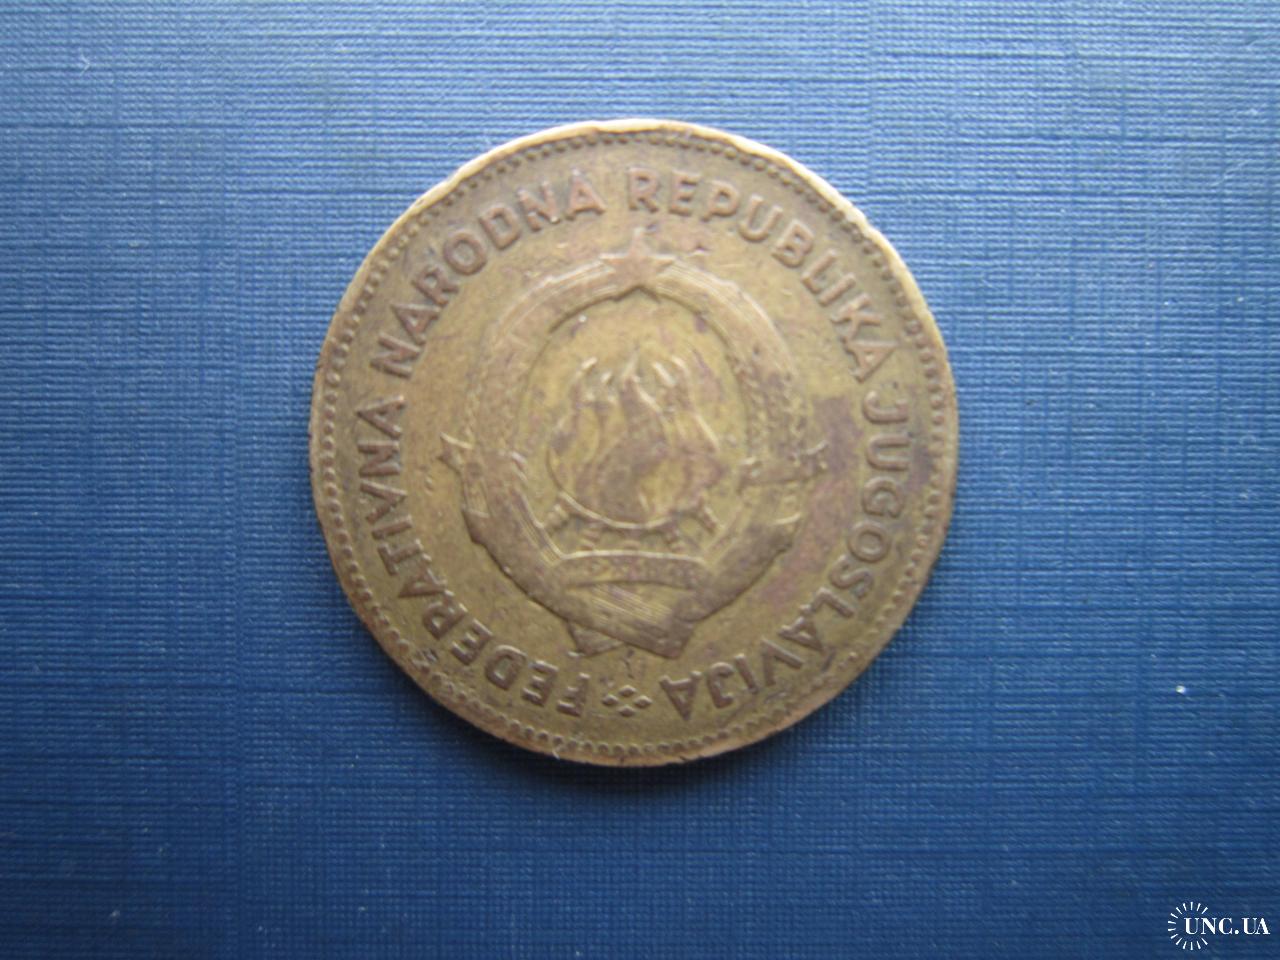 FEDERATIVNA NARODNA REPUBLIKA JUGOSLAVIJA
UNC.UA